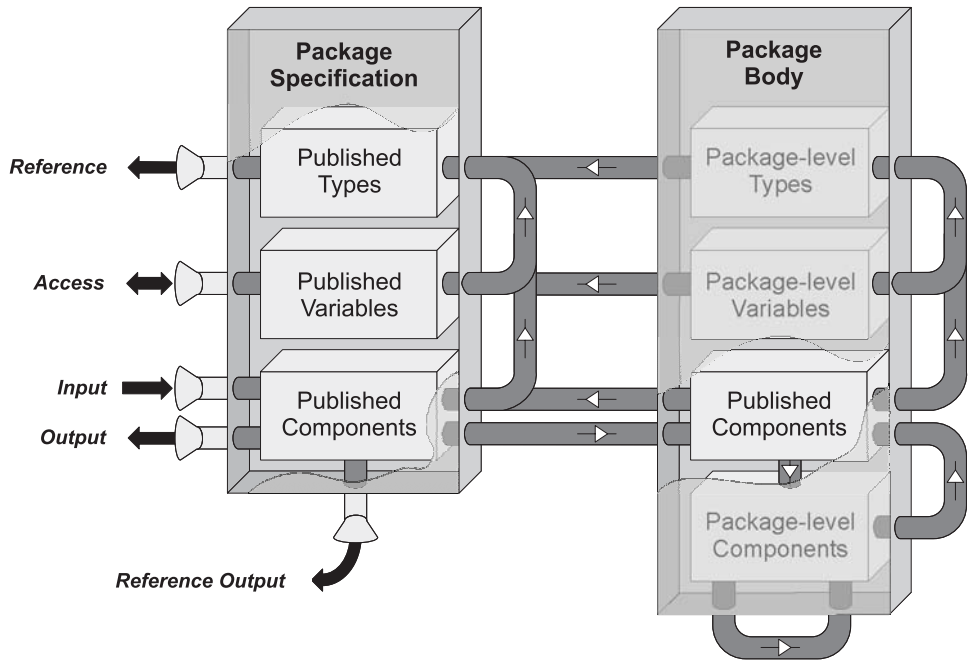 Package
Specification
Package
Body
Reference
Published
Types
Package-level
Types
Access
Published
Variables
Package-level
Variables
Input
Published
Components
Published
Components
Output
Package-level
Components
Reference Output